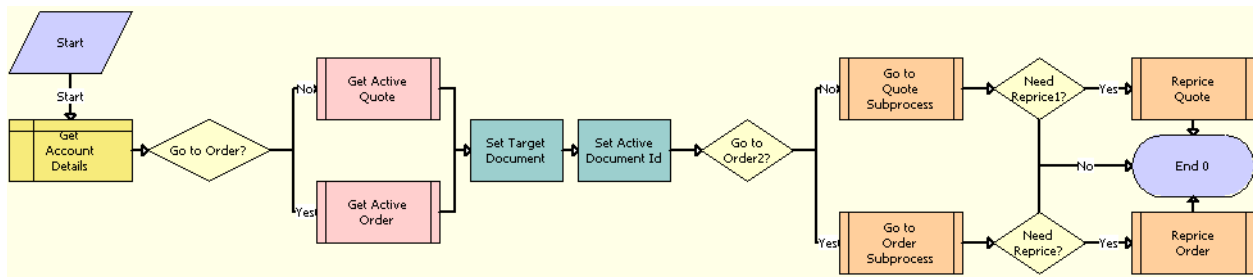 Start
Start
Get
Account
Details
Go to Order?
No
Get Active
Quote
Yes
Get Active
Order
Set Target
Document
Set Active
Document Id
Go to
Order2?
No
Go to
Quote
Subprocess
Need
Reprice1?
Yes
Reprice
Quote
No
End 0
Yes
Go to
Order
Subprocess
Need
Reprice?
Yes
Reprice
Order